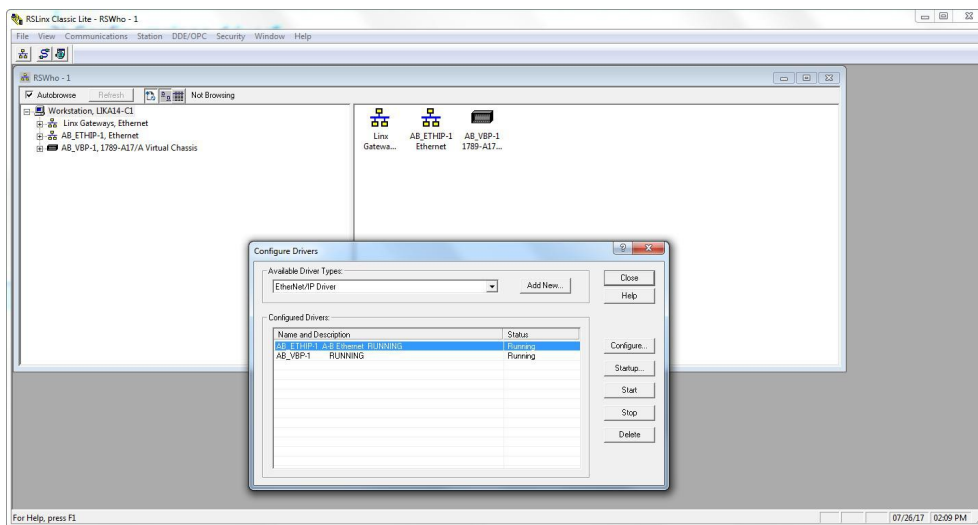 RSLinx Classic Lite - RSWho - 1
File View Communications Station DDE/OPC Security Window Help
RSWho - 1
Autobrowse Refresh Not Browsing
Workstation, LIKA14-C1
Linx Gateways, Ethernet
AB_ETHIP-1, Ethernet
AB_VBP-1, 1789-A17/A Virtual Chassis
Linx Gatewa...
AB_ETHIP-1 Ethernet
AB_VBP-1 1789-A17...
Configure Drivers
Available Driver Types:
EtherNet/IP Driver
Add New...
Close
Help
Configured Drivers:
Name and Description Status
AB_ETHIP-1 A-B Ethernet RUNNING Running
AB_VBP-1 RUNNING Running
Configure...
Startup...
Start
Stop
Delete
For Help, press F1
07/26/17 02:09 PM